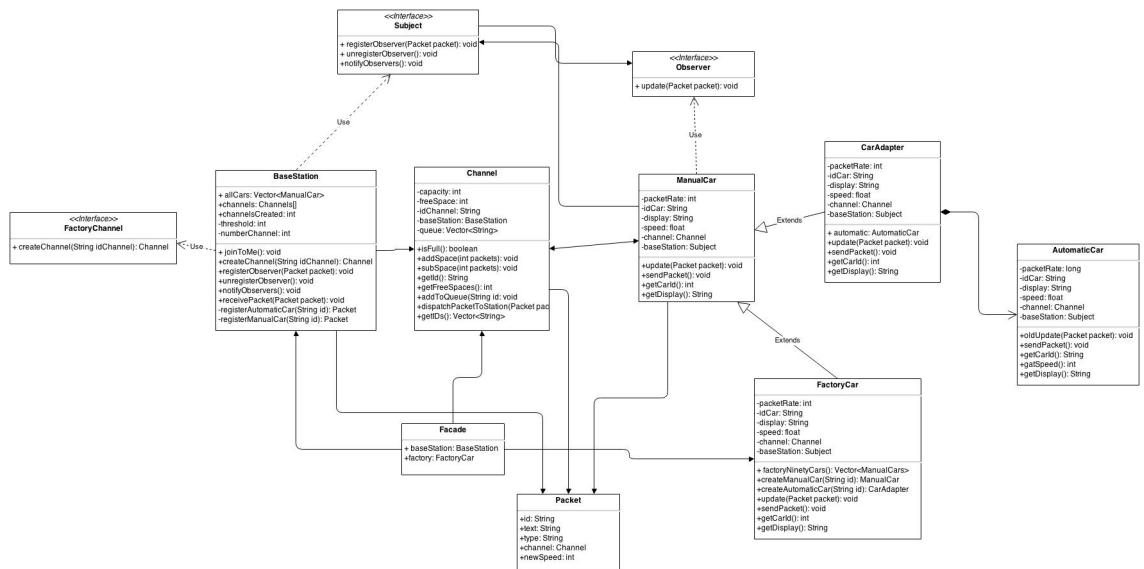 <<Interface>>
Subject
+ registerObserver(Packet packet): void
+ unregisterObserver(): void
+notifyObservers(): void
<<Interface>>
Observer
+ update(Packet packet): void
Use
Use
CarAdapter
-packetRate: int
-idCar: String
-display: String
-speed: float
-channel: Channel
-baseStation: Subject
+ automatic: AutomaticCar
+update(Packet packet): void
+sendPacket(): void
+getCarId(): int
+getDisplay(): String
BaseStation
+ allCars: Vector<ManualCar>
+ channels: Channels[]
+channelsCreated: int
-threshold: int
-numberChannel: int
+joinToMe(): void
+createChannel(String idChannel): Channel
+registerObserver(Packet packet): void
+unregisterObserver(): void
+notifyObservers(): void
+receivePacket(Packet packet): void
-registerAutomaticCar(String id): Packet
-registerManualCar(String id): Packet
Channel
-capacity: int
-freeSpace: int
-idChannel: String
-baseStation: BaseStation
-queue: Vector<String>
+isFull(): boolean
+addSpace(int packets): void
+subSpace(int packets): void
+getId(): String
+getFreeSpaces(): int
+addToQueue(String id: void
+dispatchPacketToStation(Packet pac
+getIDs(): Vector<String>
ManualCar
-packetRate: int
-idCar: String
-display: String
-speed: float
-channel: Channel
-baseStation: Subject
+update(Packet packet): void
+sendPacket(): void
+getCarId(): int
+getDisplay(): String
Extends
<<Interface>>
FactoryChannel
+ createChannel(String idChannel): Channel
Use
AutomaticCar
-packetRate: long
-idCar: String
-display: String
-speed: float
-channel: Channel
-baseStation: Subject
+oldUpdate(Packet packet): void
+sendPacket(): void
+getCarId(): String
+gatSpeed(): int
+getDisplay(): String
Extends
FactoryCar
-packetRate: int
-idCar: String
-display: String
-speed: float
-channel: Channel
-baseStation: Subject
+ factoryNinetyCars(): Vector<ManualCars>
+createManualCar(String id): ManualCar
+createAutomaticCar(String id): CarAdapter
+update(Packet packet): void
+sendPacket(): void
+getCarId(): int
+getDisplay(): String
Facade
+ baseStation: BaseStation
+factory: FactoryCar
Packet
+id: String
+text: String
+type: String
+channel: Channel
+newSpeed: int